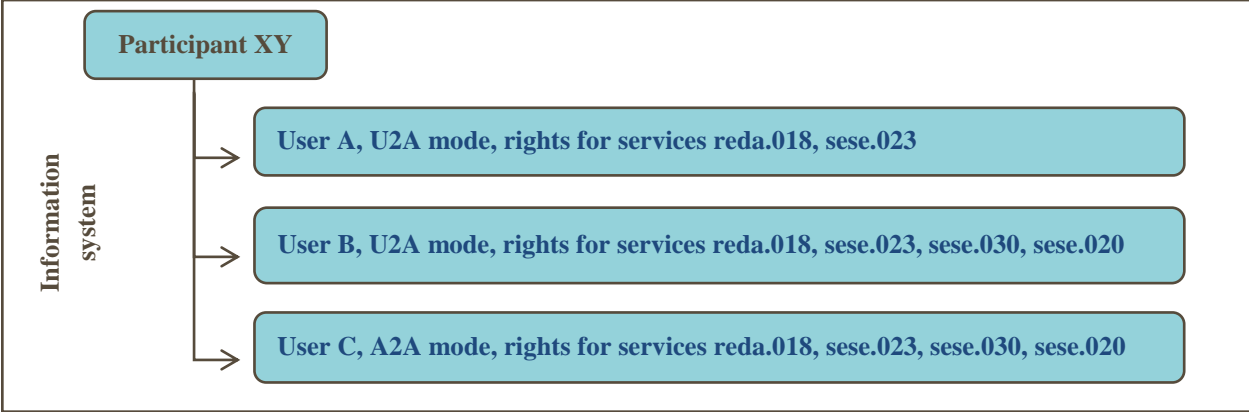 Participant XY
Information
system
User A, U2A mode, rights for services reda.018, sese.023
User B, U2A mode, rights for services reda.018, sese.023, sese.030, sese.020
User C, A2A mode, rights for services reda.018, sese.023, sese.030, sese.020